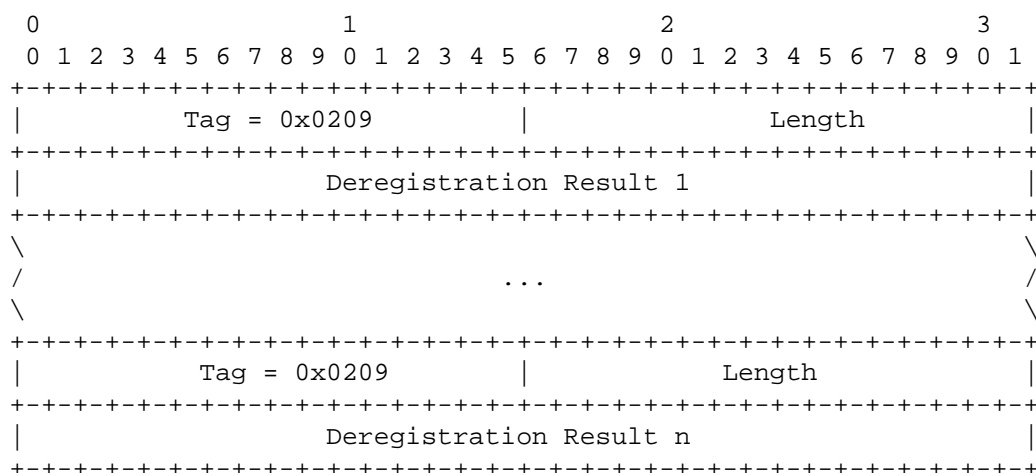 0                   1                   2                   3
 0 1 2 3 4 5 6 7 8 9 0 1 2 3 4 5 6 7 8 9 0 1 2 3 4 5 6 7 8 9 0 1
+-+-+-+-+-+-+-+-+-+-+-+-+-+-+-+-+-+-+-+-+-+-+-+-+-+-+-+-+-+-+-+-+
|          Tag = 0x0209         |               Length          |
+-+-+-+-+-+-+-+-+-+-+-+-+-+-+-+-+-+-+-+-+-+-+-+-+-+-+-+-+-+-+-+-+
|                   Deregistration Result 1                     |
+-+-+-+-+-+-+-+-+-+-+-+-+-+-+-+-+-+-+-+-+-+-+-+-+-+-+-+-+-+-+-+-+
\                                                               \
/                              ...                              /
\                                                               \
+-+-+-+-+-+-+-+-+-+-+-+-+-+-+-+-+-+-+-+-+-+-+-+-+-+-+-+-+-+-+-+-+
|           Tag = 0x0209        |            Length             |
+-+-+-+-+-+-+-+-+-+-+-+-+-+-+-+-+-+-+-+-+-+-+-+-+-+-+-+-+-+-+-+-+
|                   Deregistration Result n                     |
+-+-+-+-+-+-+-+-+-+-+-+-+-+-+-+-+-+-+-+-+-+-+-+-+-+-+-+-+-+-+-+-+